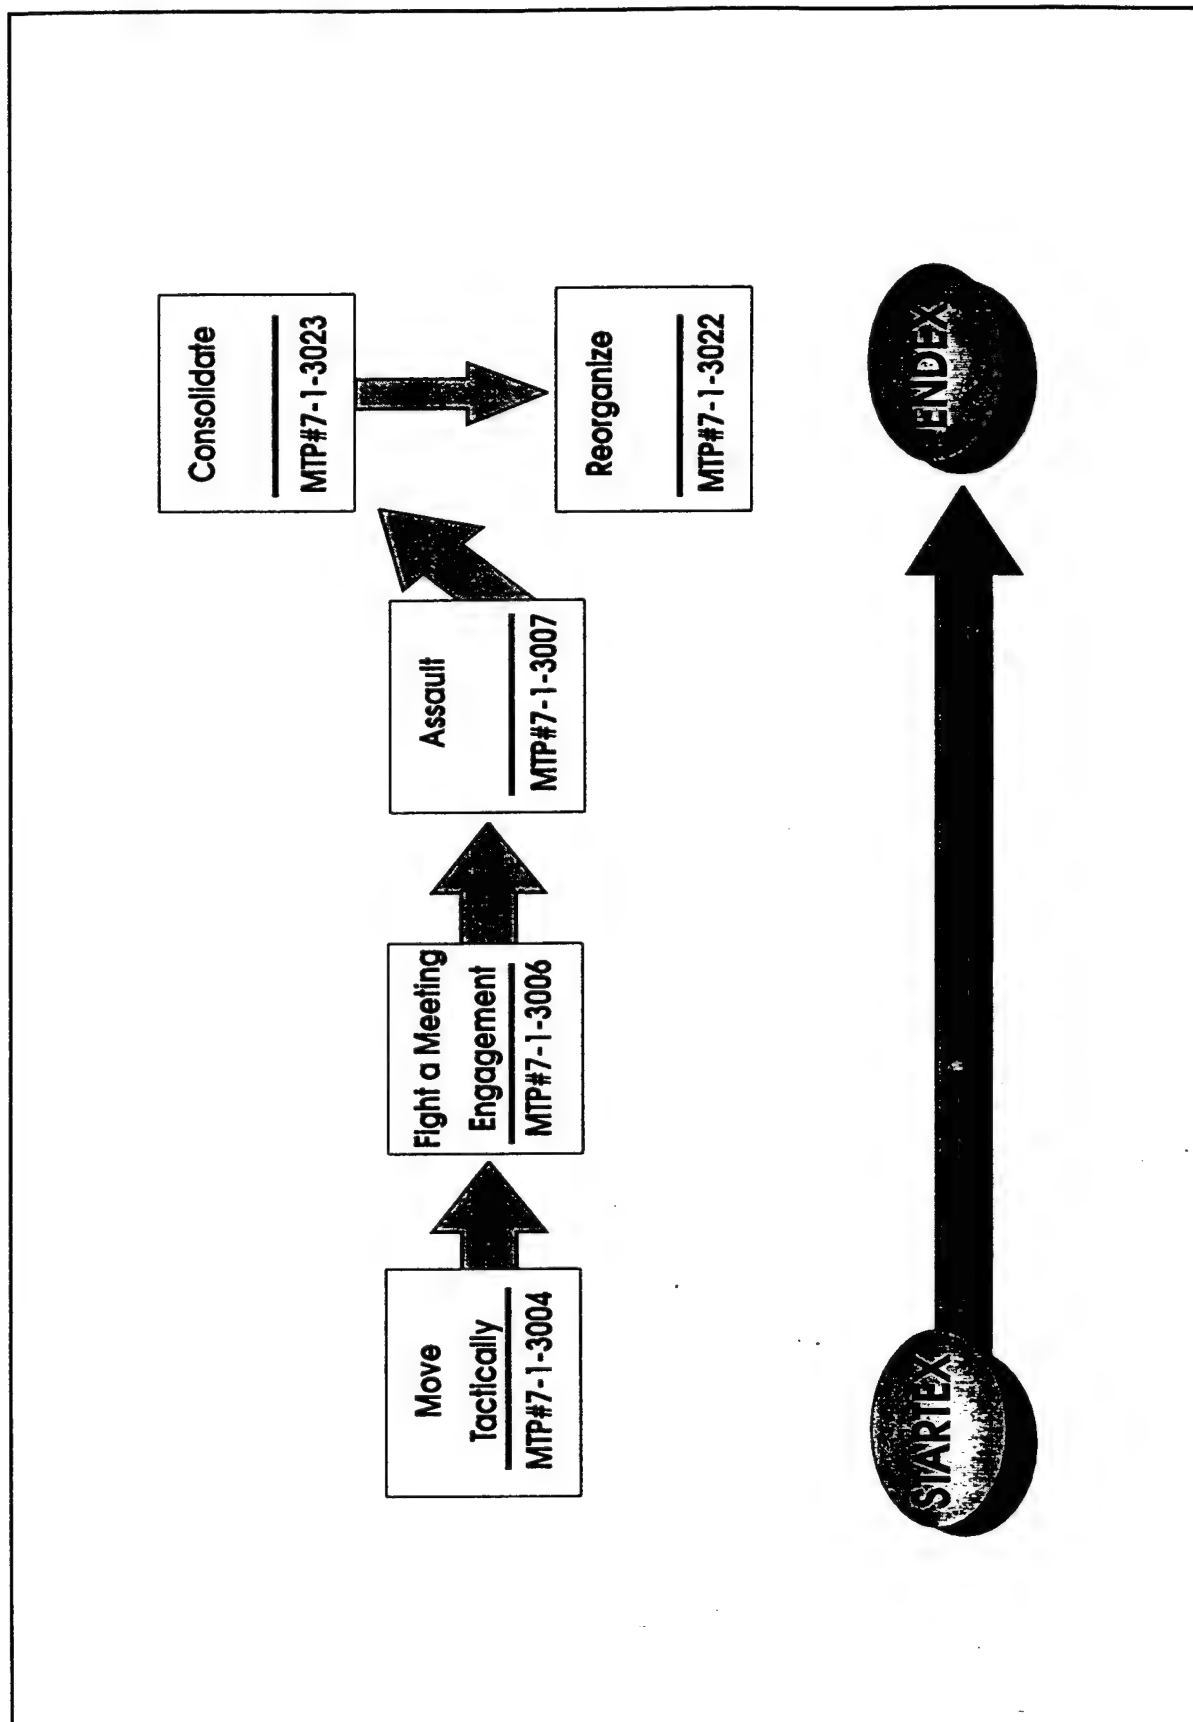 Move
Tactically
MTP#7-1-3004
Fight a Meeting
Engagement
MTP#7-1-3006
Assault
MTP#7-1-3007
Consolidate
MTP#7-1-3023
Reorganize
MTP#7-1-3022
STARTEX
ENDEX